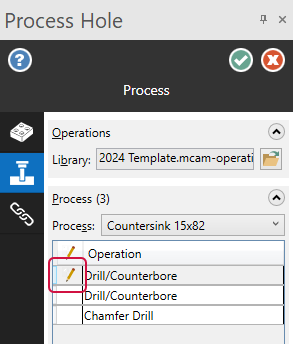 Process Hole
Process
Operations
Library: 2024 Template.mcam-operati
Process (3)
Process: Countersink 15x82
Operation
Drill/Counterbore
Drill/Counterbore
Chamfer Drill